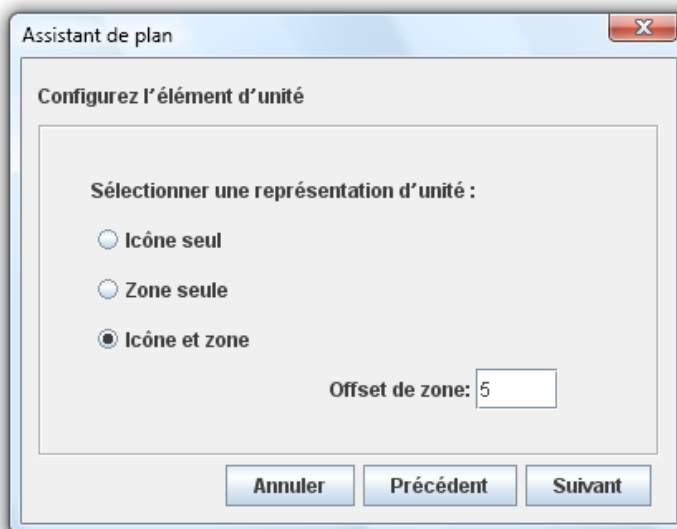 Assistant de plan
Configurez l’élément d’unité
Sélectionner une représentation d’unité :
Icône seul
Zone seule
Icône et zone
Offset de zone: 5
Annuler Précédent Suivant